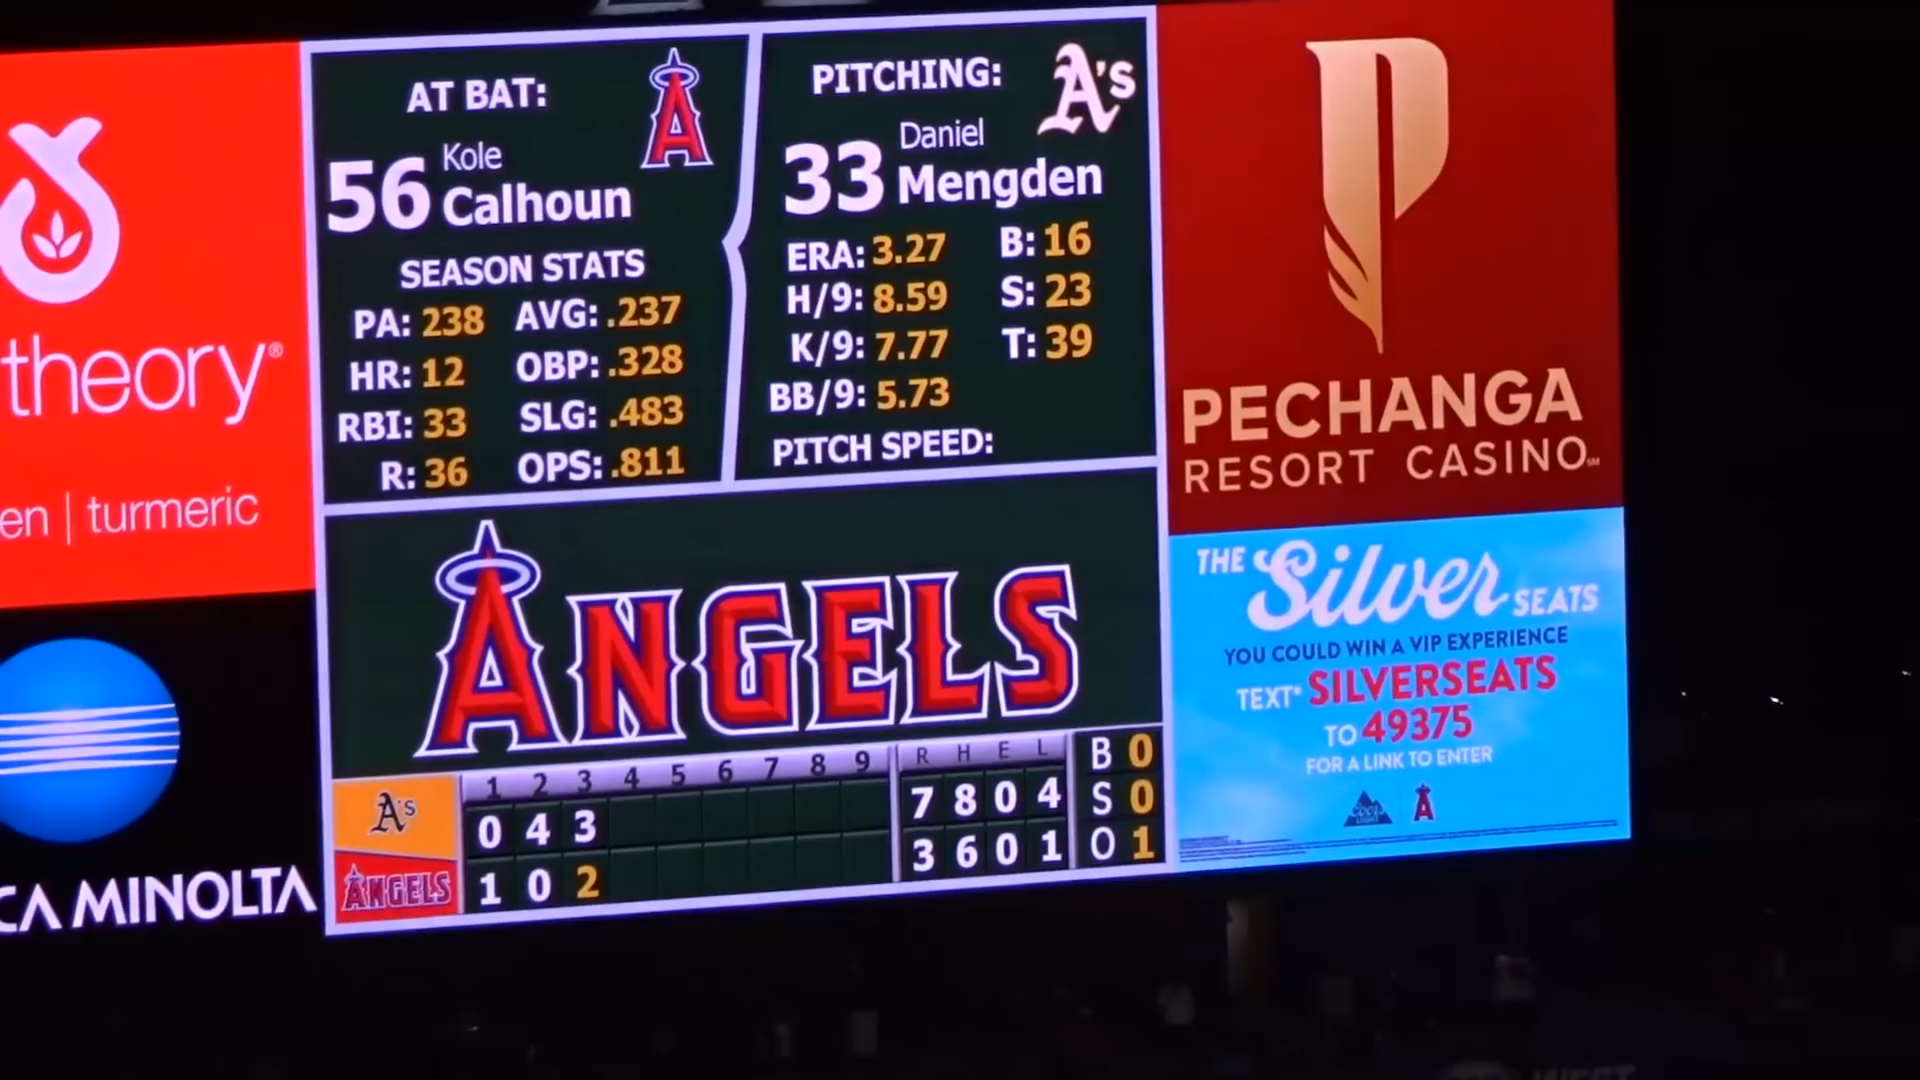 theory®
en | turmeric
CA MINOLTA
AT BAT:
A
56 Kole
Calhoun
SEASON STATS
PA: 238 AVG: .237
HR: 12 OBP: .328
RBI: 33 SLG: .483
R: 36 OPS: .811
PITCHING:
A's
33 Daniel
Mengden
ERA: 3.27 B: 16
H/9: 8.59 S: 23
K/9: 7.77 T: 39
BB/9: 5.73
PITCH SPEED:
ANGELS
1 2 3 4 5 6 7 8 9 R H E L
A's 0 4 3 7 8 0 4
ANGELS 1 0 2 3 6 0 1
B 0
S 0
O 1
P
PECHANGA
RESORT CASINO℠
THE Silver SEATS
YOU COULD WIN A VIP EXPERIENCE
TEXT* SILVERSEATS
TO 49375
FOR A LINK TO ENTER
Coors
LIGHT
A